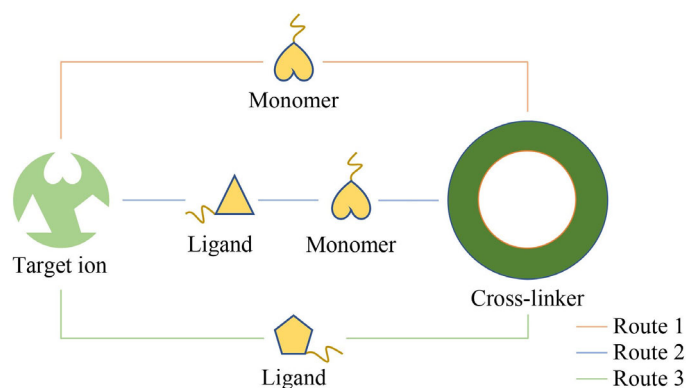 Monomer
Ligand
Monomer
Target ion
Cross-linker
Ligand
Route 1
Route 2
Route 3